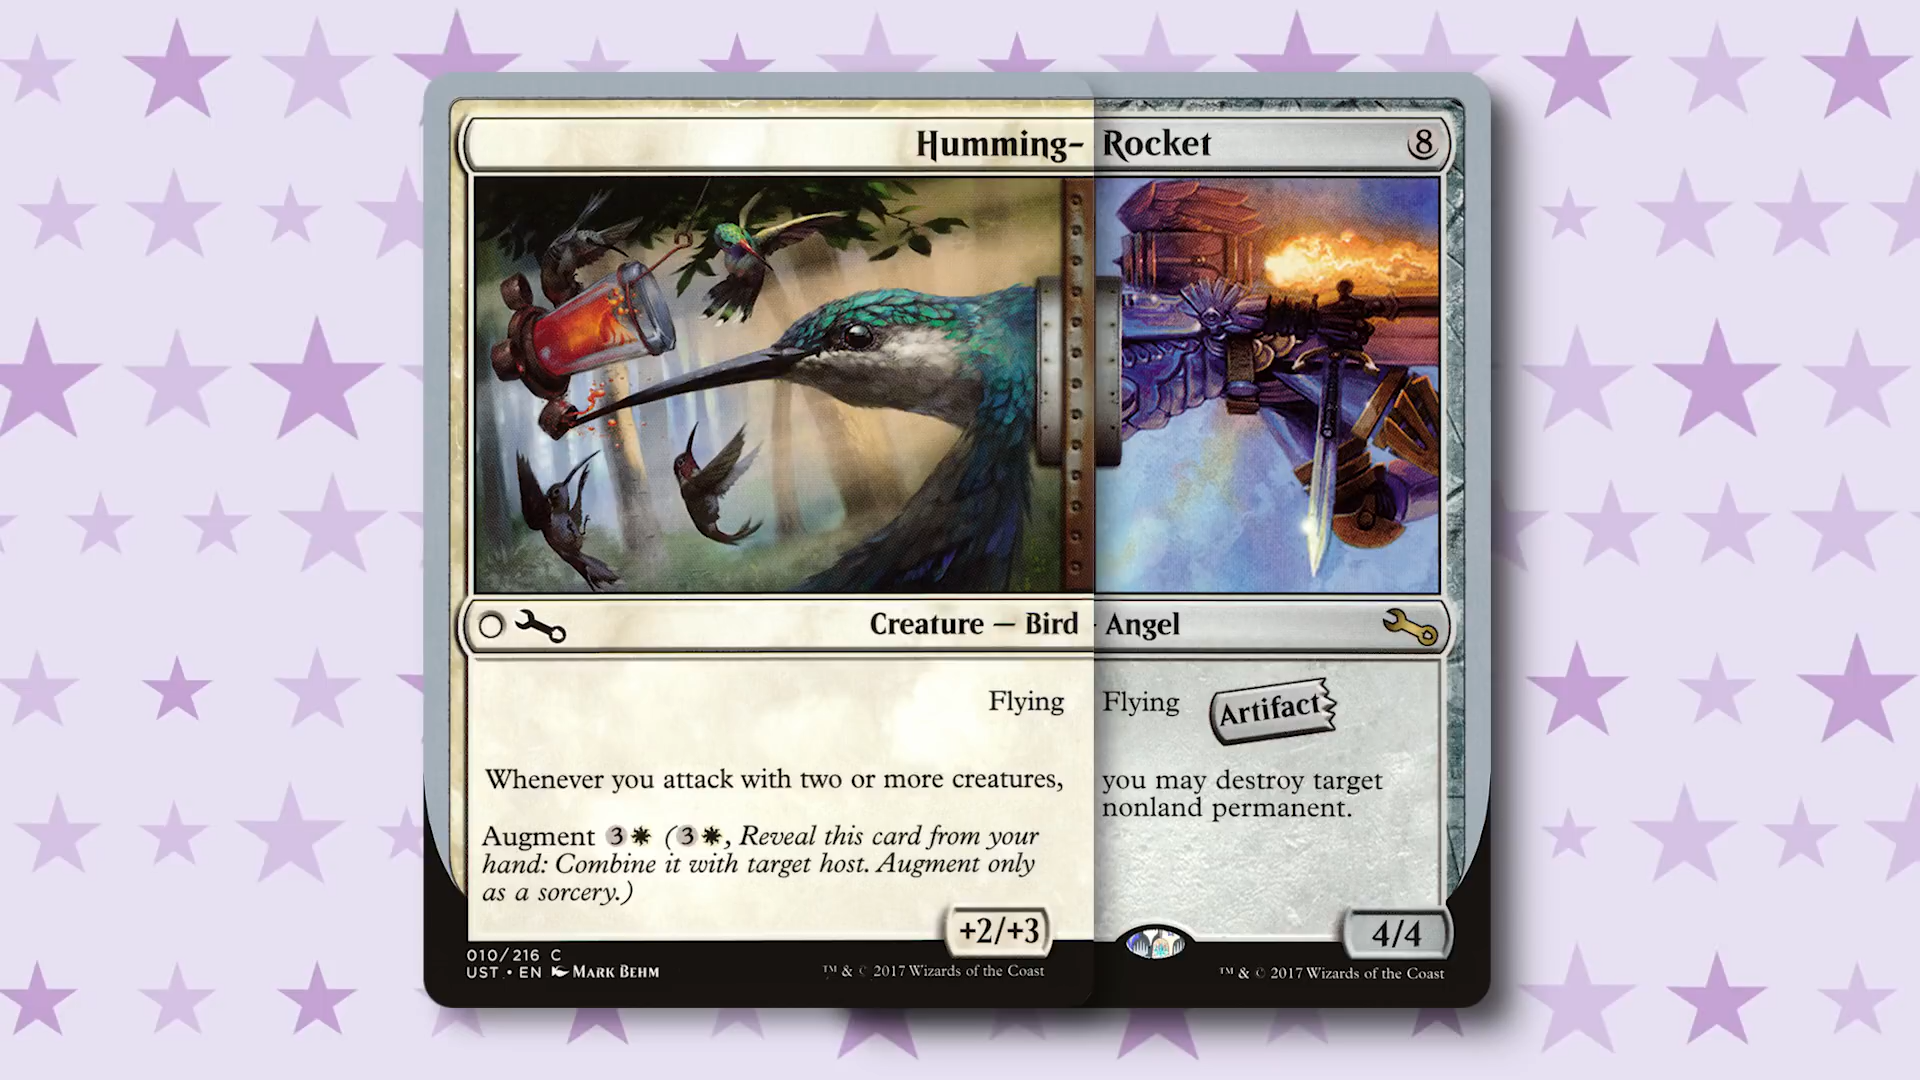 Humming- Rocket 8
Creature — Bird Angel
Flying Flying Artifact
Whenever you attack with two or more creatures, you may destroy target
nonland permanent.
Augment 3 (3 , Reveal this card from your
hand: Combine it with target host. Augment only
as a sorcery.)
+2/+3 4/4
010/216 C
UST • EN MARK BEHM ™ & © 2017 Wizards of the Coast ™ & © 2017 Wizards of the Coast